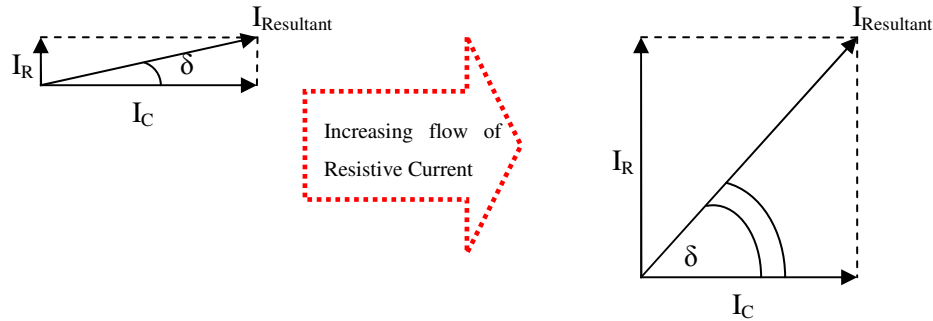 I_Resultant
I_R
δ
I_C
Increasing flow of
Resistive Current
I_Resultant
I_R
δ
I_C